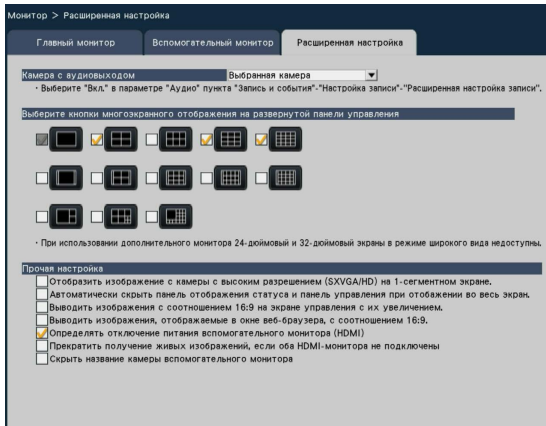 Монитор > Расширенная настройка
Главный монитор Вспомогательный монитор Расширенная настройка
Камера с аудиовыходом Выбранная камера
· Выберите "Вкл." в параметре "Аудио" пункта "Запись и события"-"Настройка записи"-"Расширенная настройка записи".
Выберите кнопки многоэкранного отображения на развернутой панели управления
· При использовании дополнительного монитора 24-дюймовый и 32-дюймовый экраны в режиме широкого вида недоступны.
Прочая настройка
Отобразить изображение с камеры с высоким разрешением (SXVGA/HD) на 1-сегментном экране.
Автоматически скрыть панель отображения статуса и панель управления при отобажении во весь экран.
Выводить изображения с соотношением 16:9 на экране управления с их увеличением.
Выводить изображения, отображаемые в окне веб-браузера, с соотношением 16:9.
Определять отключение питания вспомогательного монитора (HDMI)
Прекратить получение живых изображений, если оба HDMI-монитора не подключены
Скрыть название камеры вспомогательного монитора